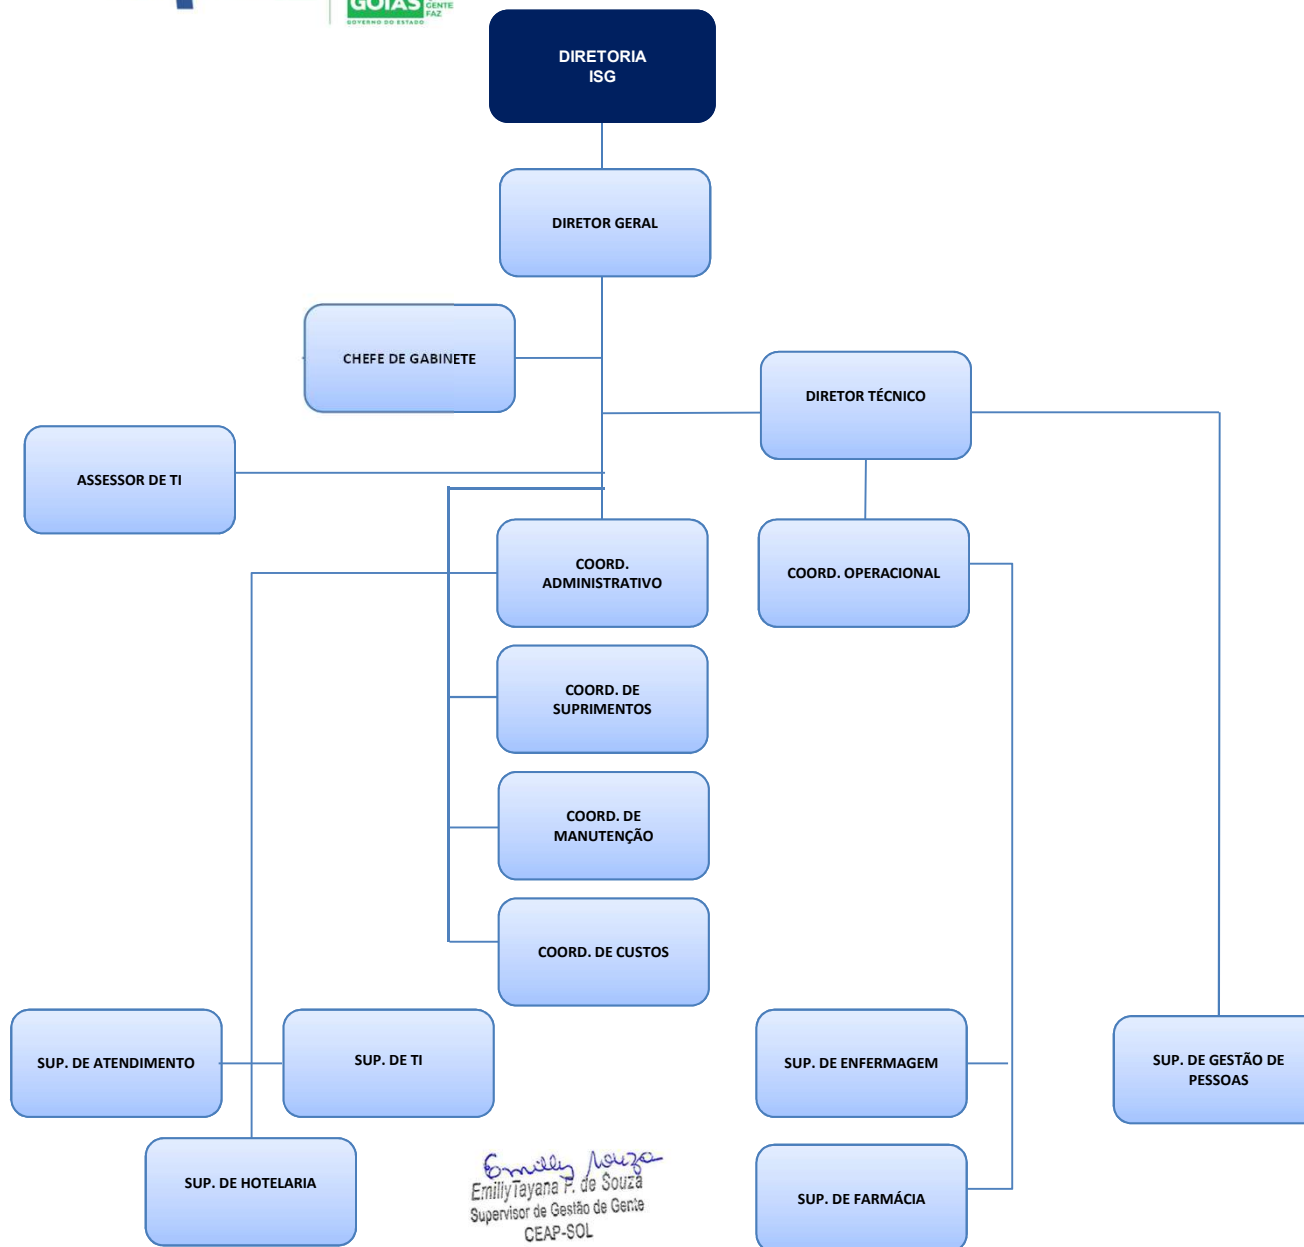 GOIÁS
GENTE
FAZ
GOVERNO DO ESTADO
DIRETORIA
ISG
DIRETOR GERAL
CHEFE DE GABINETE
DIRETOR TÉCNICO
ASSESSOR DE TI
COORD.
ADMINISTRATIVO
COORD. OPERACIONAL
COORD. DE
SUPRIMENTOS
COORD. DE
MANUTENÇÃO
COORD. DE CUSTOS
SUP. DE ATENDIMENTO
SUP. DE TI
SUP. DE ENFERMAGEM
SUP. DE GESTÃO DE
PESSOAS
SUP. DE HOTELARIA
SUP. DE FARMÁCIA
Emilly Souza
Emilly Tayana P. de Souza
Supervisor de Gestão de Gente
CEAP-SOL